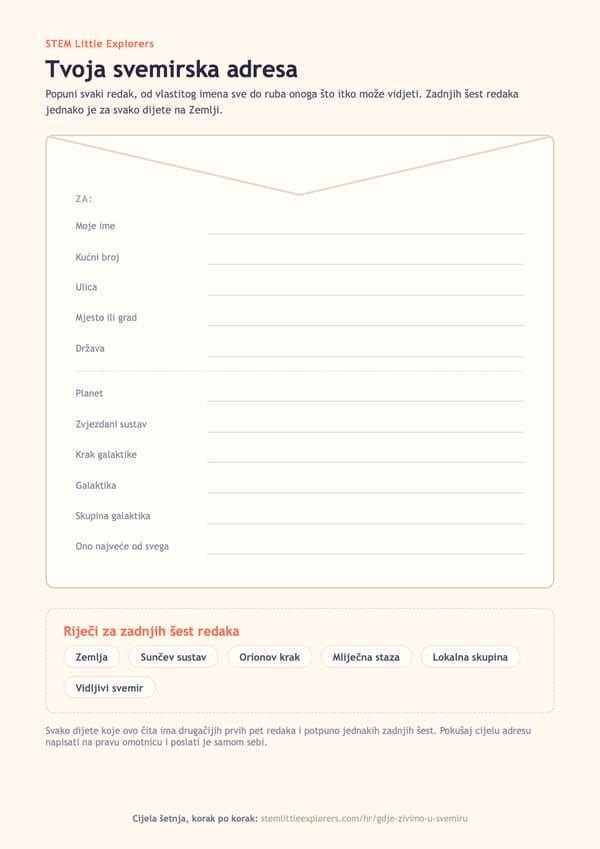 STEM Little Explorers
Tvoja svemirska adresa
Popuni svaki redak, od vlastitog imena sve do ruba onoga što itko može vidjeti. Zadnjih šest redaka
jednako je za svako dijete na Zemlji.
ZA:
Moje ime
Kućni broj
Ulica
Mjesto ili grad
Država
Planet
Zvjezdani sustav
Krak galaktike
Galaktika
Skupina galaktika
Ono najveće od svega
Riječi za zadnjih šest redaka
Zemlja Sunčev sustav Orionov krak Mliječna staza Lokalna skupina
Vidljivi svemir
Svako dijete koje ovo čita ima drugačijih prvih pet redaka i potpuno jednakih zadnjih šest. Pokušaj cijelu adresu
napisati na pravu omotnicu i poslati je samom sebi.
Cijela šetnja, korak po korak: stemlittleexplorers.com/hr/gdje-zivimo-u-svemiru